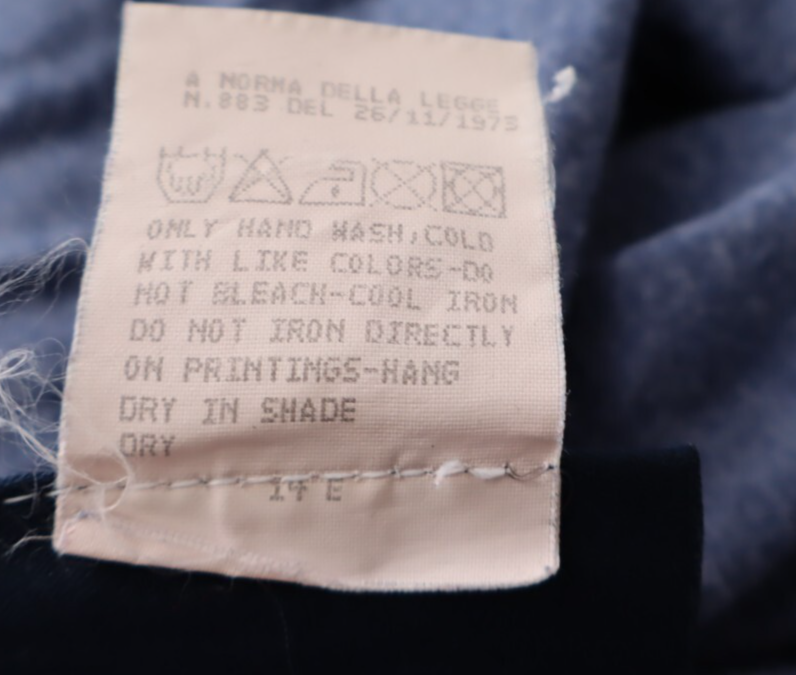 A NORMA DELLA LEGGE
N.883 DEL 26/11/1973
ONLY HAND WASH,COLD
WITH LIKE COLORS-DO
NOT BLEACH-COOL IRON
DO NOT IRON DIRECTLY
ON PRINTINGS-HANG
DRY IN SHADE
DRY
14°E